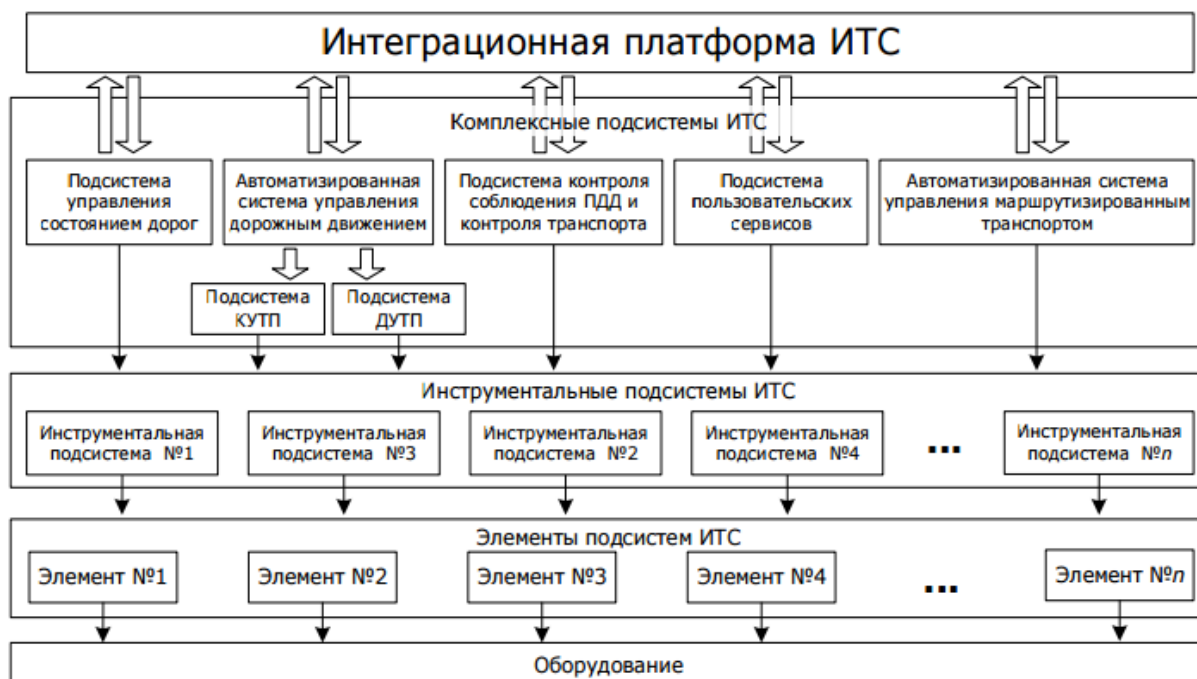 Интеграционная платформа ИТС
Комплексные подсистемы ИТС
Подсистема
управления
состоянием дорог
Автоматизированная
система управления
дорожным движением
Подсистема контроля
соблюдения ПДД и
контроля транспорта
Подсистема
пользовательских
сервисов
Автоматизированная система
управления маршрутизированным
транспортом
Подсистема
КУТП
Подсистема
ДУТП
Инструментальные подсистемы ИТС
Инструментальная
подсистема №1
Инструментальная
подсистема №3
Инструментальная
подсистема №2
Инструментальная
подсистема №4
...
Инструментальная
подсистема №n
Элементы подсистем ИТС
Элемент №1
Элемент №2
Элемент №3
Элемент №4
...
Элемент №n
Оборудование